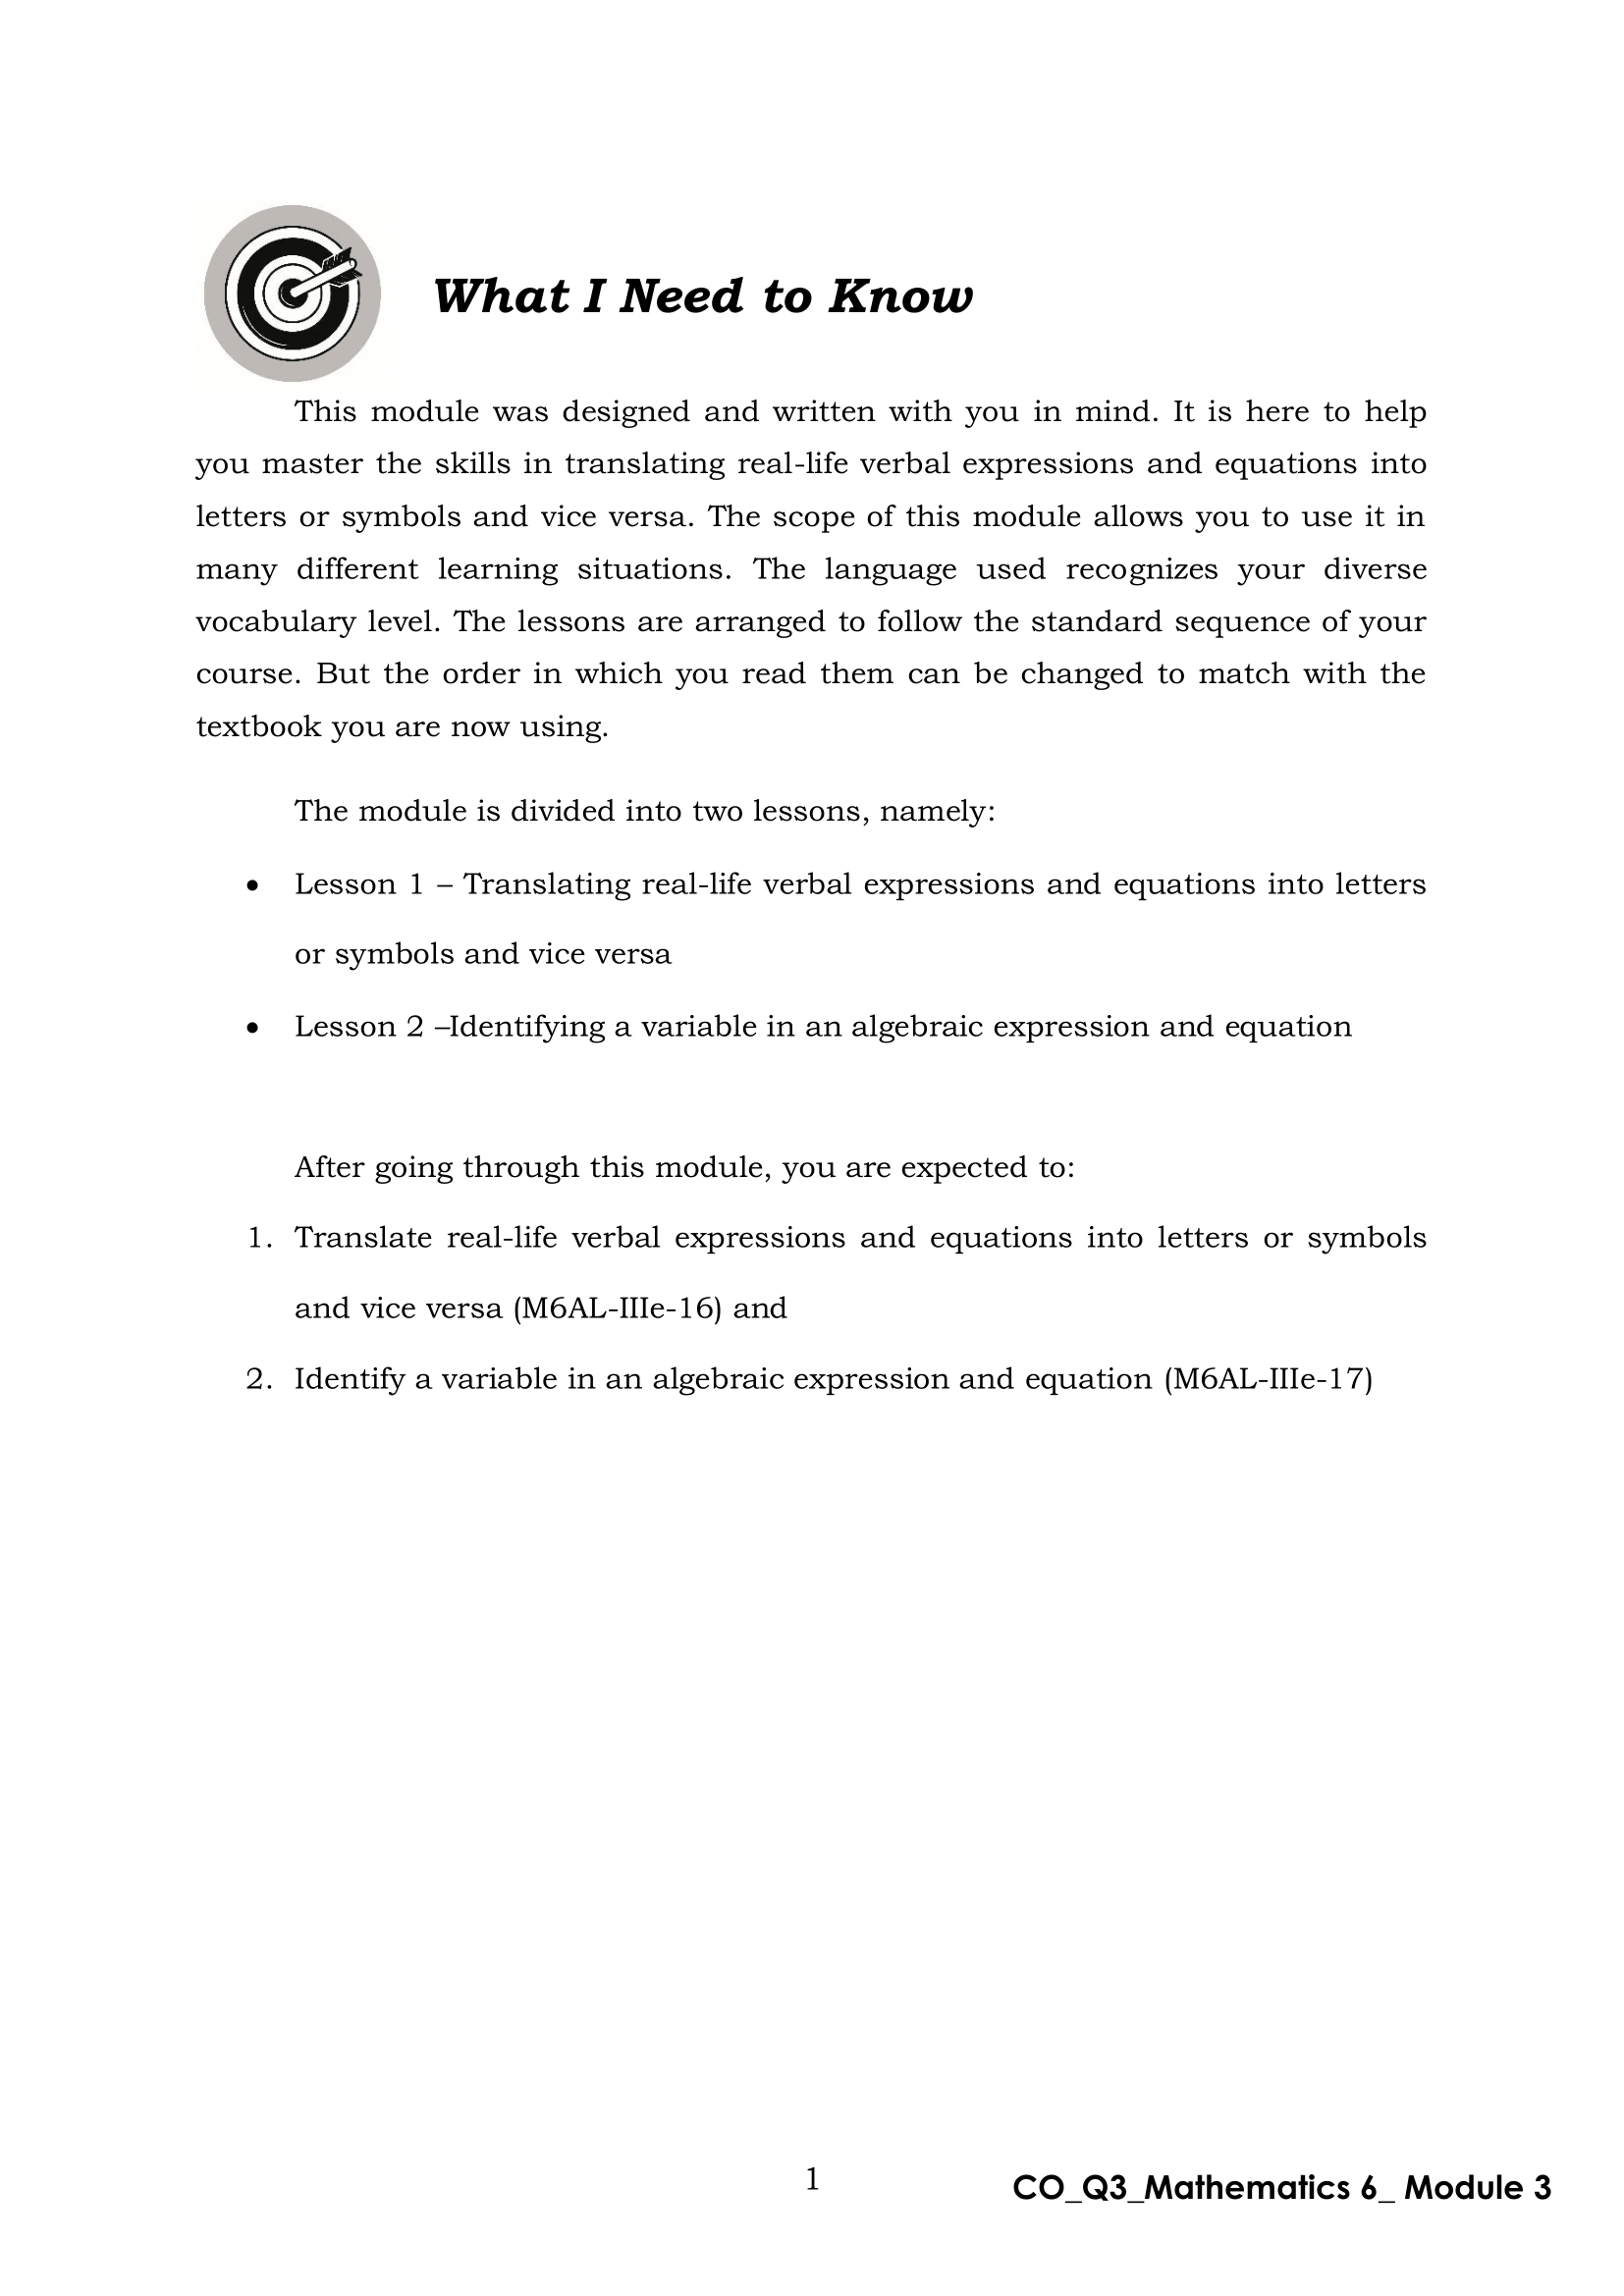 What I Need to Know
This module was designed and written with you in mind. It is here to help
you master the skills in translating real-life verbal expressions and equations into
letters or symbols and vice versa. The scope of this module allows you to use it in
many different learning situations. The language used recognizes your diverse
vocabulary level. The lessons are arranged to follow the standard sequence of your
course. But the order in which you read them can be changed to match with the
textbook you are now using.
The module is divided into two lessons, namely:
• Lesson 1 – Translating real-life verbal expressions and equations into letters
or symbols and vice versa
• Lesson 2 –Identifying a variable in an algebraic expression and equation
After going through this module, you are expected to:
1. Translate real-life verbal expressions and equations into letters or symbols
and vice versa (M6AL-IIIe-16) and
2. Identify a variable in an algebraic expression and equation (M6AL-IIIe-17)
1
CO_Q3_Mathematics 6_ Module 3